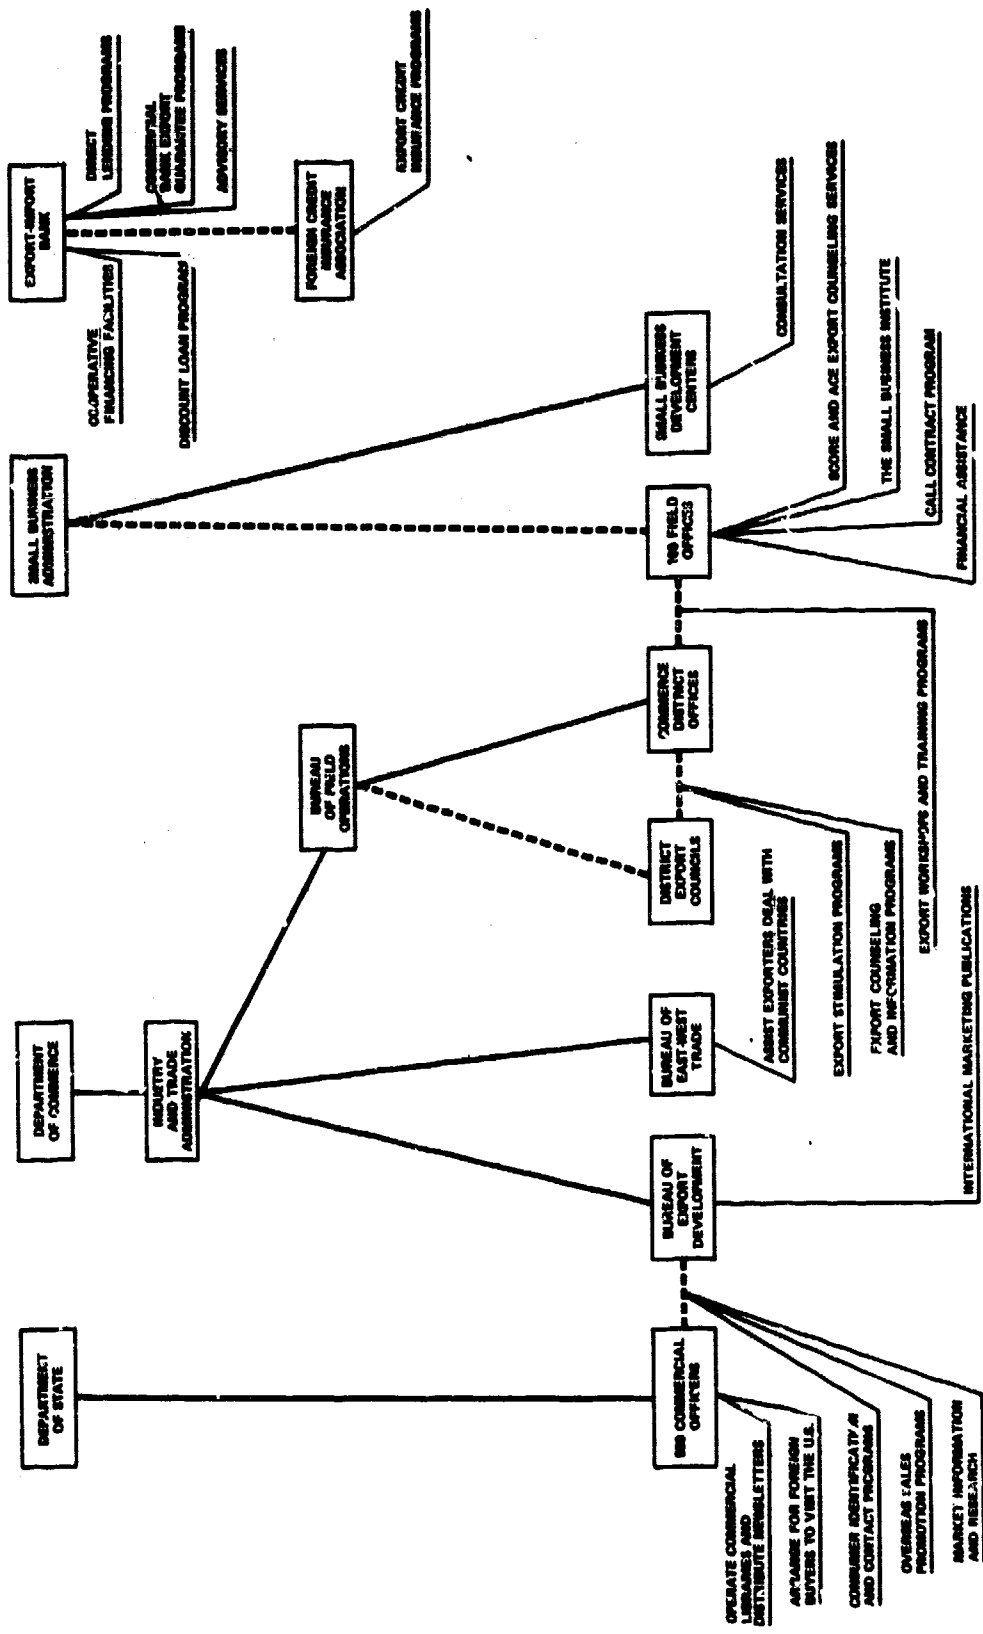 DEPARTMENT
OF STATE
DEPARTMENT
OF COMMERCE
SMALL BUSINESS
ADMINISTRATION
EXPORT-IMPORT
BANK
INDUSTRY
AND TRADE
ADMINISTRATION
COOPERATIVE
FINANCING FACILITIES
DISCOUNT LOAN PROGRAM
DIRECT
LENDING PROGRAMS
COMMERCIAL
BANK EXPORT
GUARANTEE PROGRAMS
ADVISORY SERVICES
BUREAU
OF FIELD
OPERATIONS
FOREIGN CREDIT
INSURANCE
ASSOCIATION
EXPORT CREDIT
INSURANCE PROGRAMS
COMMERCIAL
OFFICERS
BUREAU OF
EXPORT
DEVELOPMENT
BUREAU OF
EAST-WEST
TRADE
DISTRICT
EXPORT
COUNCILS
COMMERCE
DISTRICT
OFFICES
100 FIELD
OFFICES
SMALL BUSINESS
DEVELOPMENT
CENTERS
OPERATE COMMERCIAL
LIBRARIES AND
DISTRIBUTE NEWSLETTERS
ARRANGE FOR FOREIGN
BUYERS TO VISIT THE U.S.
CONSUMER IDENTIFICATION
AND CONTACT PROGRAMS
OVERSEAS SALES
PROMOTION PROGRAMS
MARKET INFORMATION
AND RESEARCH
INTERNATIONAL MARKETING PUBLICATIONS
ASSIST EXPORTERS DEAL WITH
COMMUNIST COUNTRIES
EXPORT STIMULATION PROGRAMS
EXPORT COUNSELING
AND INFORMATION PROGRAMS
EXPORT WORKSHOPS AND TRAINING PROGRAMS
CONSULTATION SERVICES
SCORE AND ACE EXPORT COUNSELING SERVICES
THE SMALL BUSINESS INSTITUTE
CALL CONTRACT PROGRAM
FINANCIAL ASSISTANCE